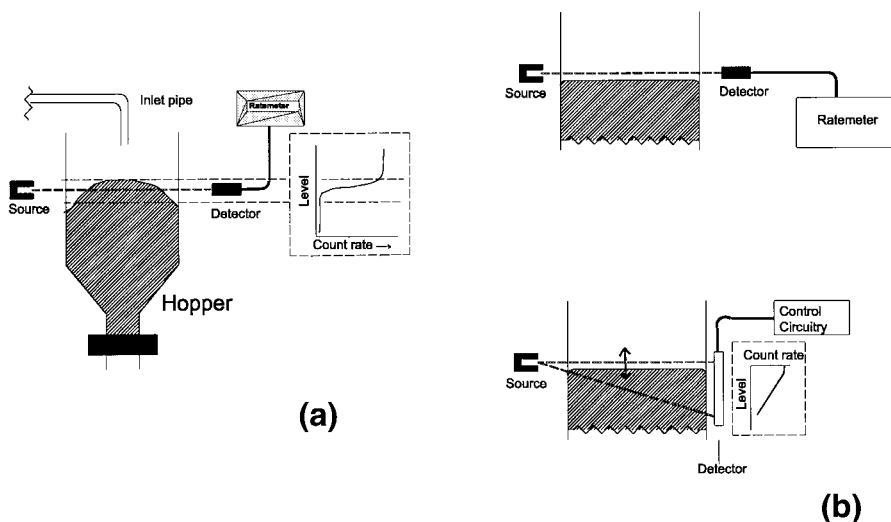 Inlet pipe
Ratemeter
Source
Detector
Level
Count rate →
Hopper
(a)
Source
Detector
Ratemeter
Control
Circuitry
Source
Count rate
Level
Detector
(b)